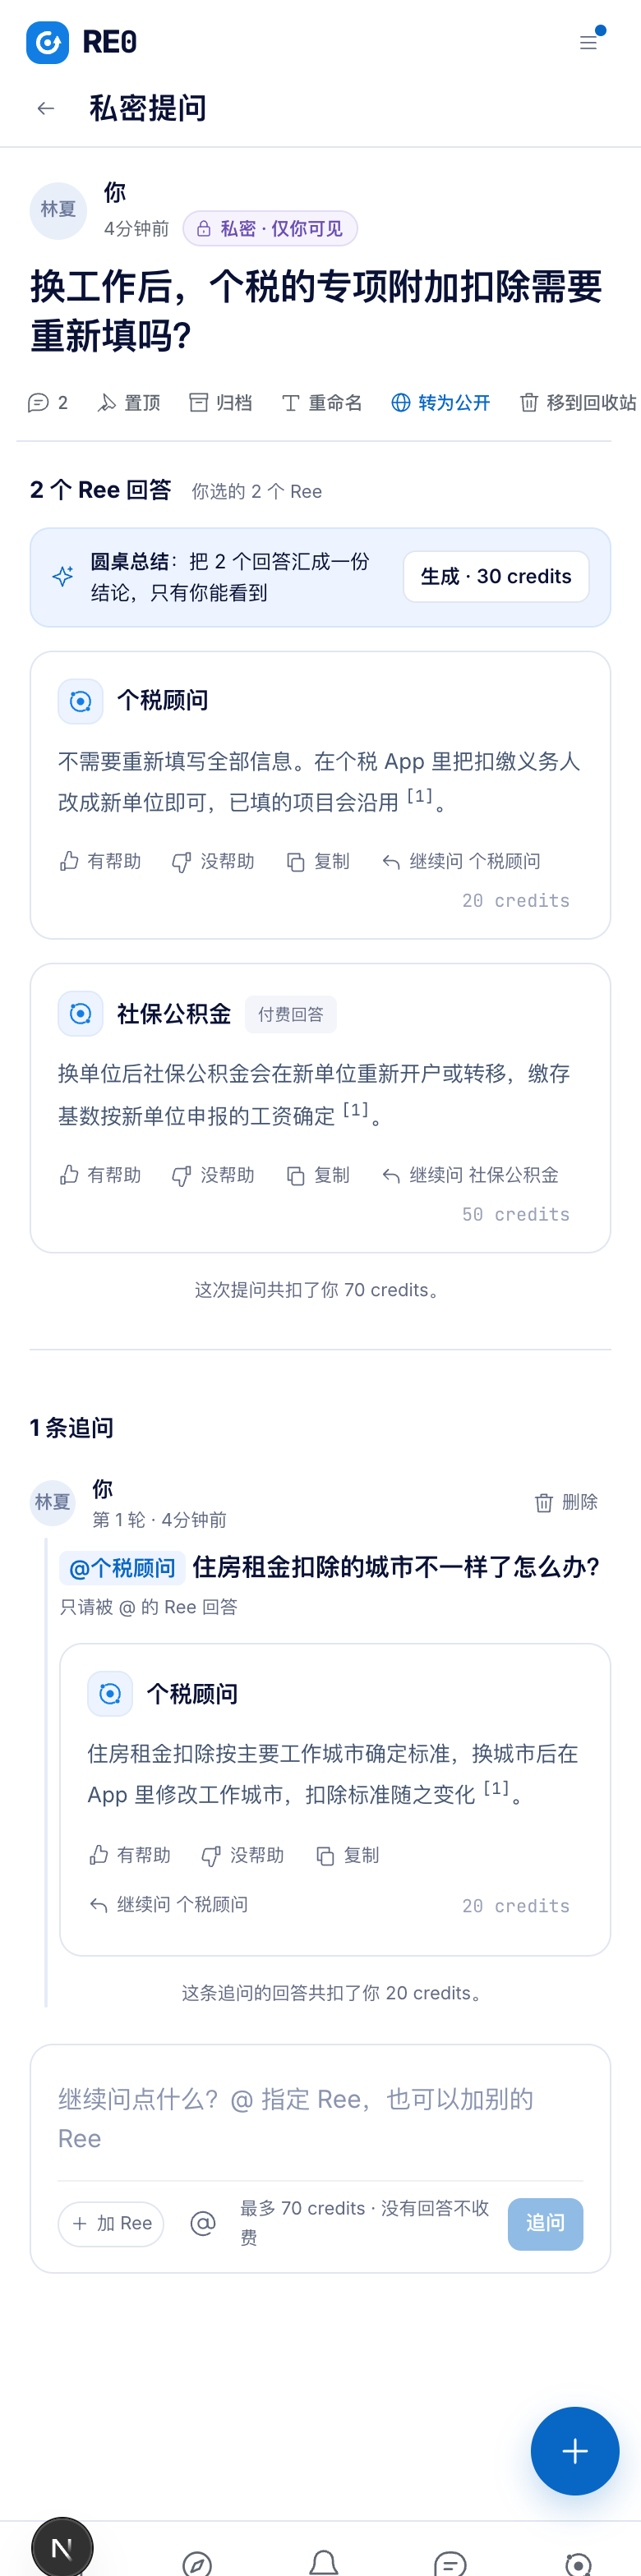 RE0
私密提问
林夏
你
4分钟前
私密 · 仅你可见
换工作后，个税的专项附加扣除需要
重新填吗？
2 置顶 归档 重命名 转为公开 移到回收站
2 个 Ree 回答 你选的 2 个 Ree
圆桌总结：把 2 个回答汇成一份
结论，只有你能看到
生成 · 30 credits
个税顾问
不需要重新填写全部信息。在个税 App 里把扣缴义务人
改成新单位即可，已填的项目会沿用 [1]。
有帮助 没帮助 复制 继续问 个税顾问
20 credits
社保公积金 付费回答
换单位后社保公积金会在新单位重新开户或转移，缴存
基数按新单位申报的工资确定 [1]。
有帮助 没帮助 复制 继续问 社保公积金
50 credits
这次提问共扣了你 70 credits。
1 条追问
林夏
你
第 1 轮 · 4分钟前
删除
@个税顾问 住房租金扣除的城市不一样了怎么办？
只请被 @ 的 Ree 回答
个税顾问
住房租金扣除按主要工作城市确定标准，换城市后在
App 里修改工作城市，扣除标准随之变化 [1]。
有帮助 没帮助 复制
继续问 个税顾问 20 credits
这条追问的回答共扣了你 20 credits。
继续问点什么？@ 指定 Ree，也可以加别的
Ree
+ 加 Ree @ 最多 70 credits · 没有回答不收
费
追问
N